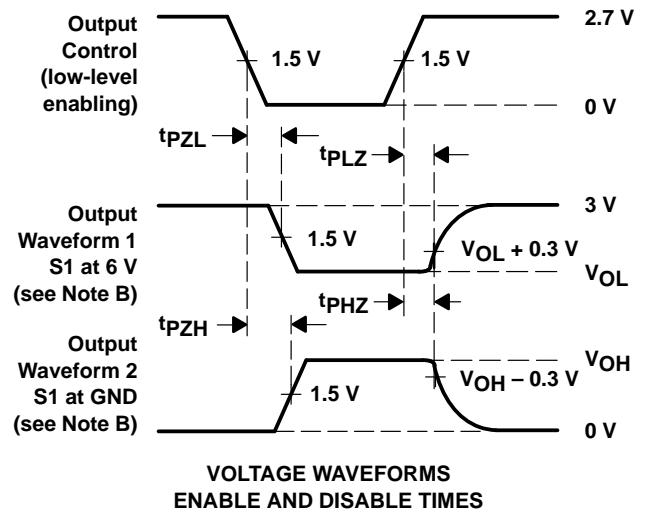 Output
Control
(low-level
enabling)
1.5 V
1.5 V
2.7 V
0 V
tPZL
tPLZ
Output
Waveform 1
S1 at 6 V
(see Note B)
1.5 V
3 V
VOL + 0.3 V
VOL
tPZH
tPHZ
Output
Waveform 2
S1 at GND
(see Note B)
1.5 V
VOH
VOH – 0.3 V
0 V
VOLTAGE WAVEFORMS
ENABLE AND DISABLE TIMES